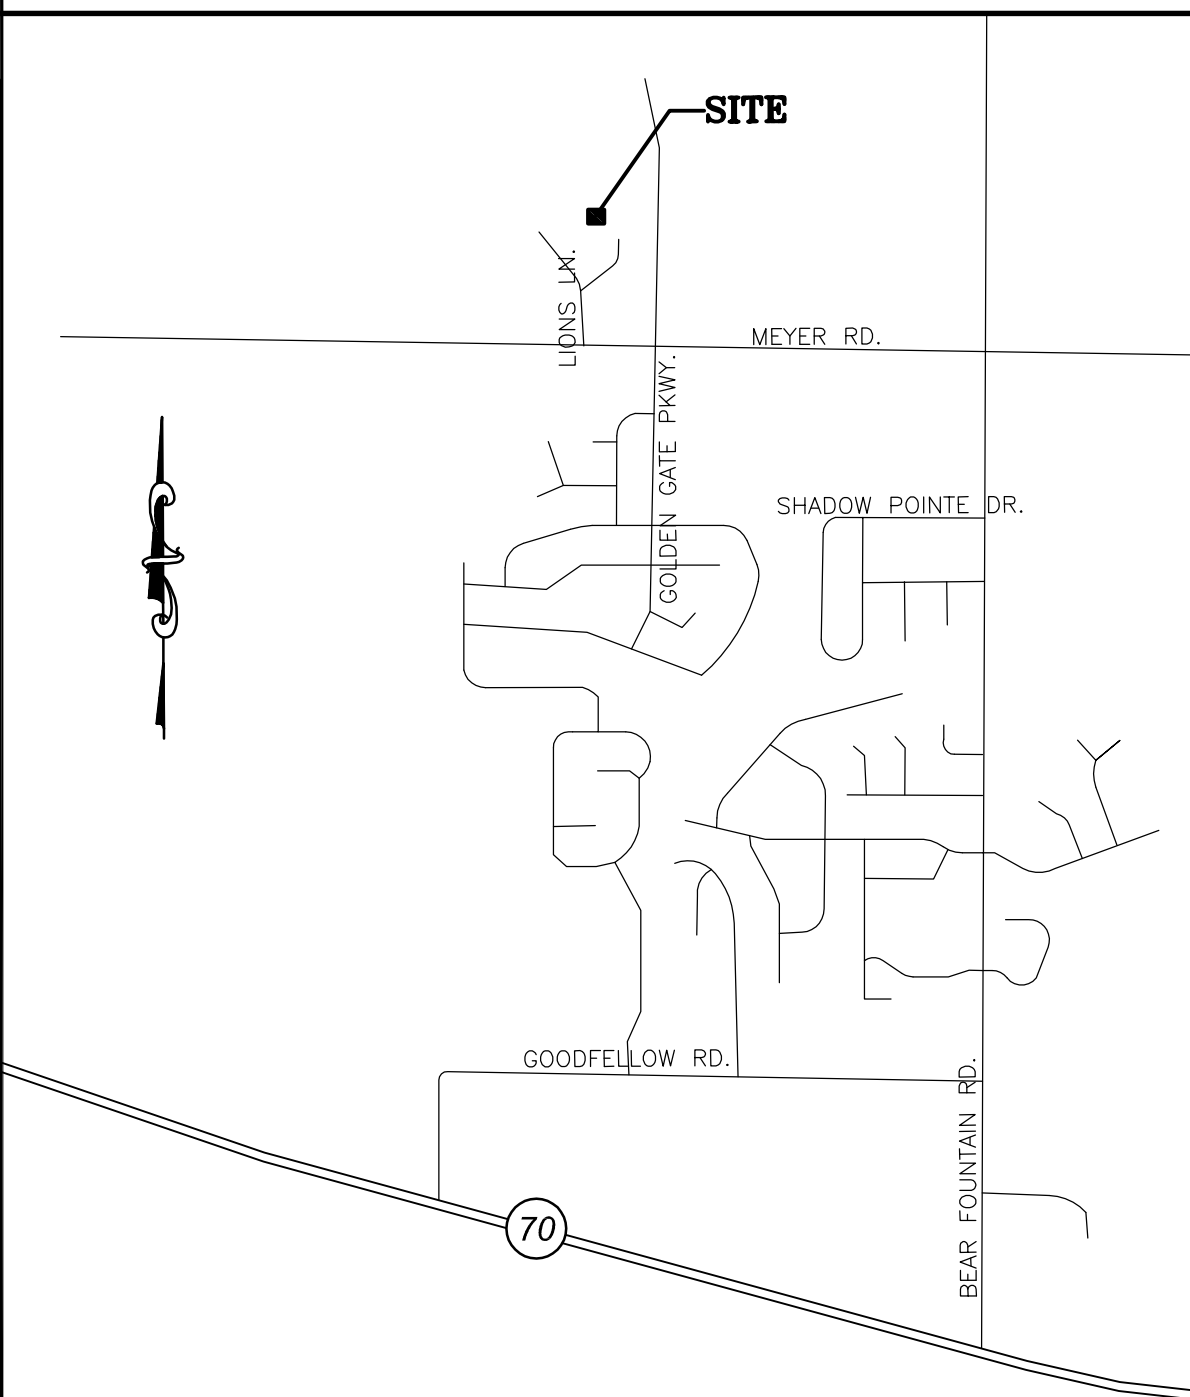 SITE
LIONS LN.
MEYER RD.
GOLDEN GATE PKWY.
SHADOW POINTE DR.
GOODFELLOW RD.
BEAR FOUNTAIN RD.
70